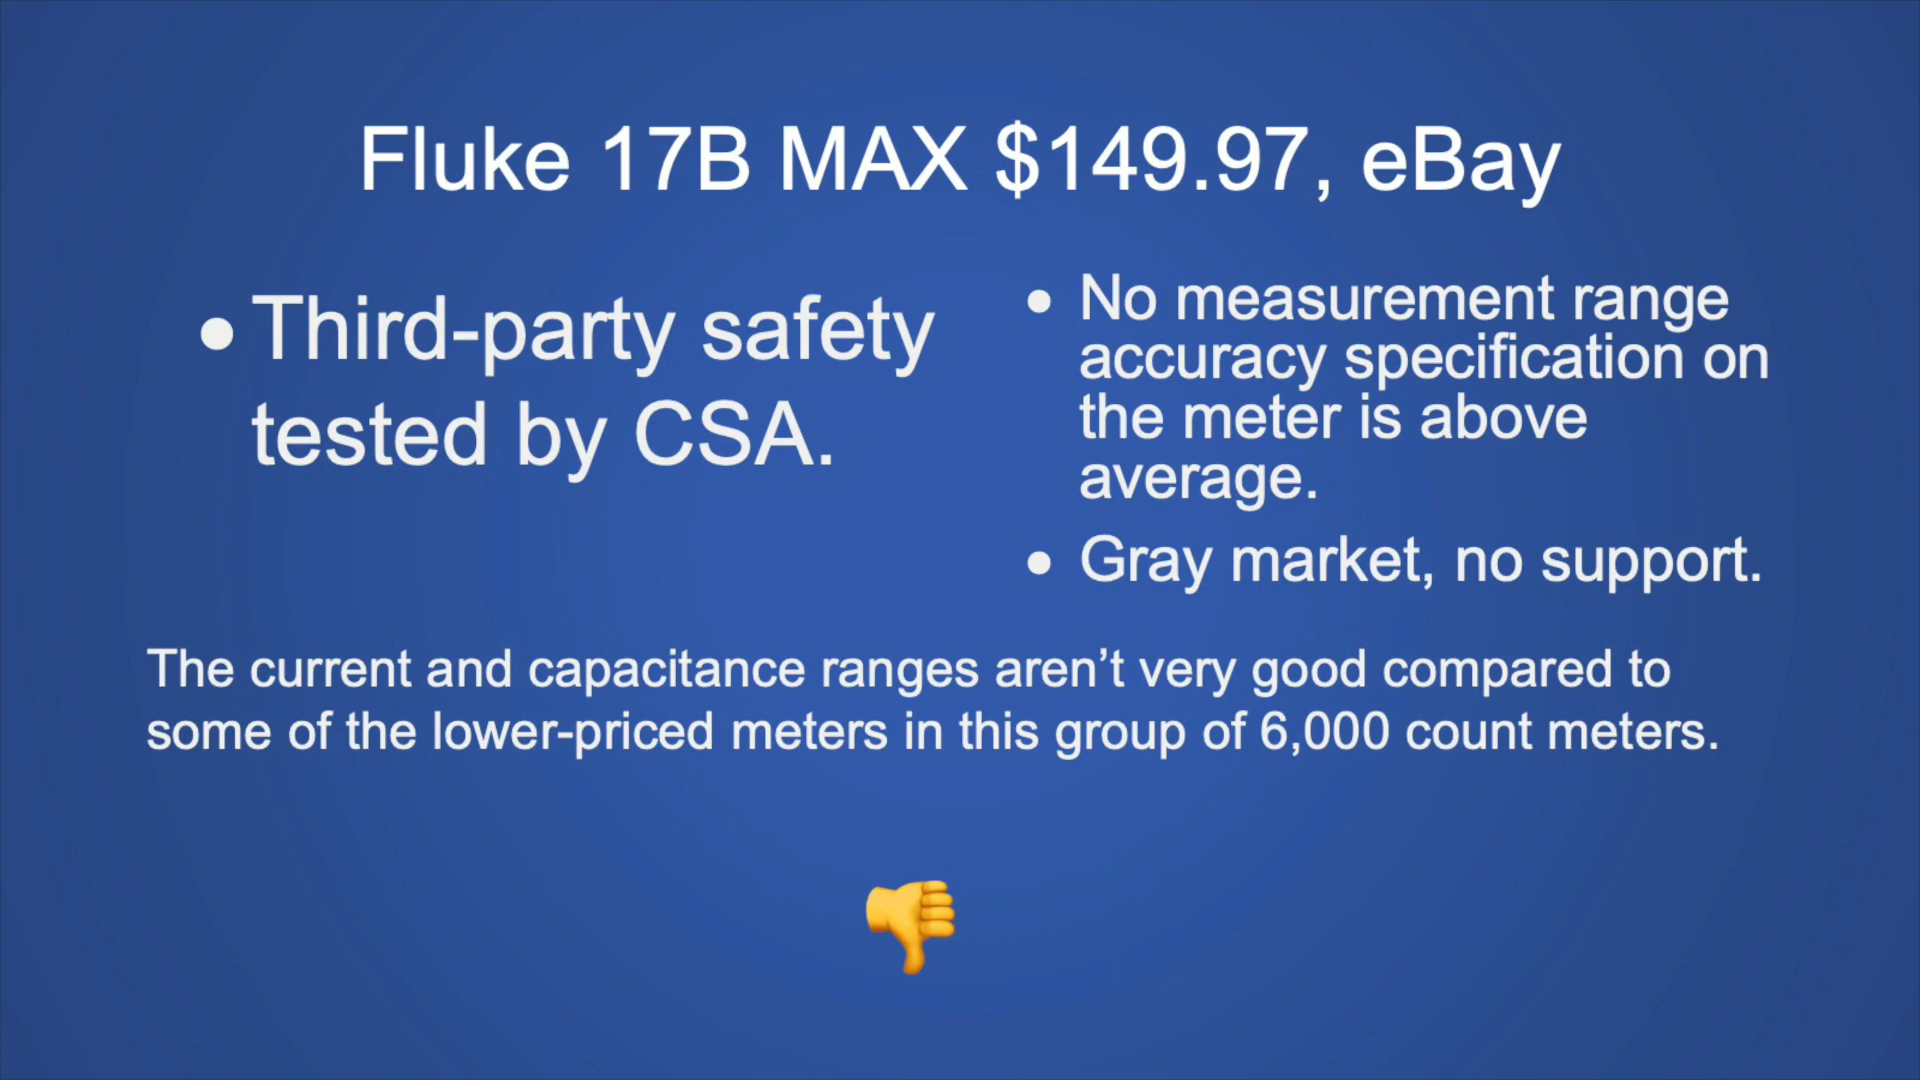 Fluke 17B MAX $149.97, eBay
• Third-party safety
tested by CSA.
• No measurement range
accuracy specification on
the meter is above
average.
• Gray market, no support.
The current and capacitance ranges aren’t very good compared to
some of the lower-priced meters in this group of 6,000 count meters.